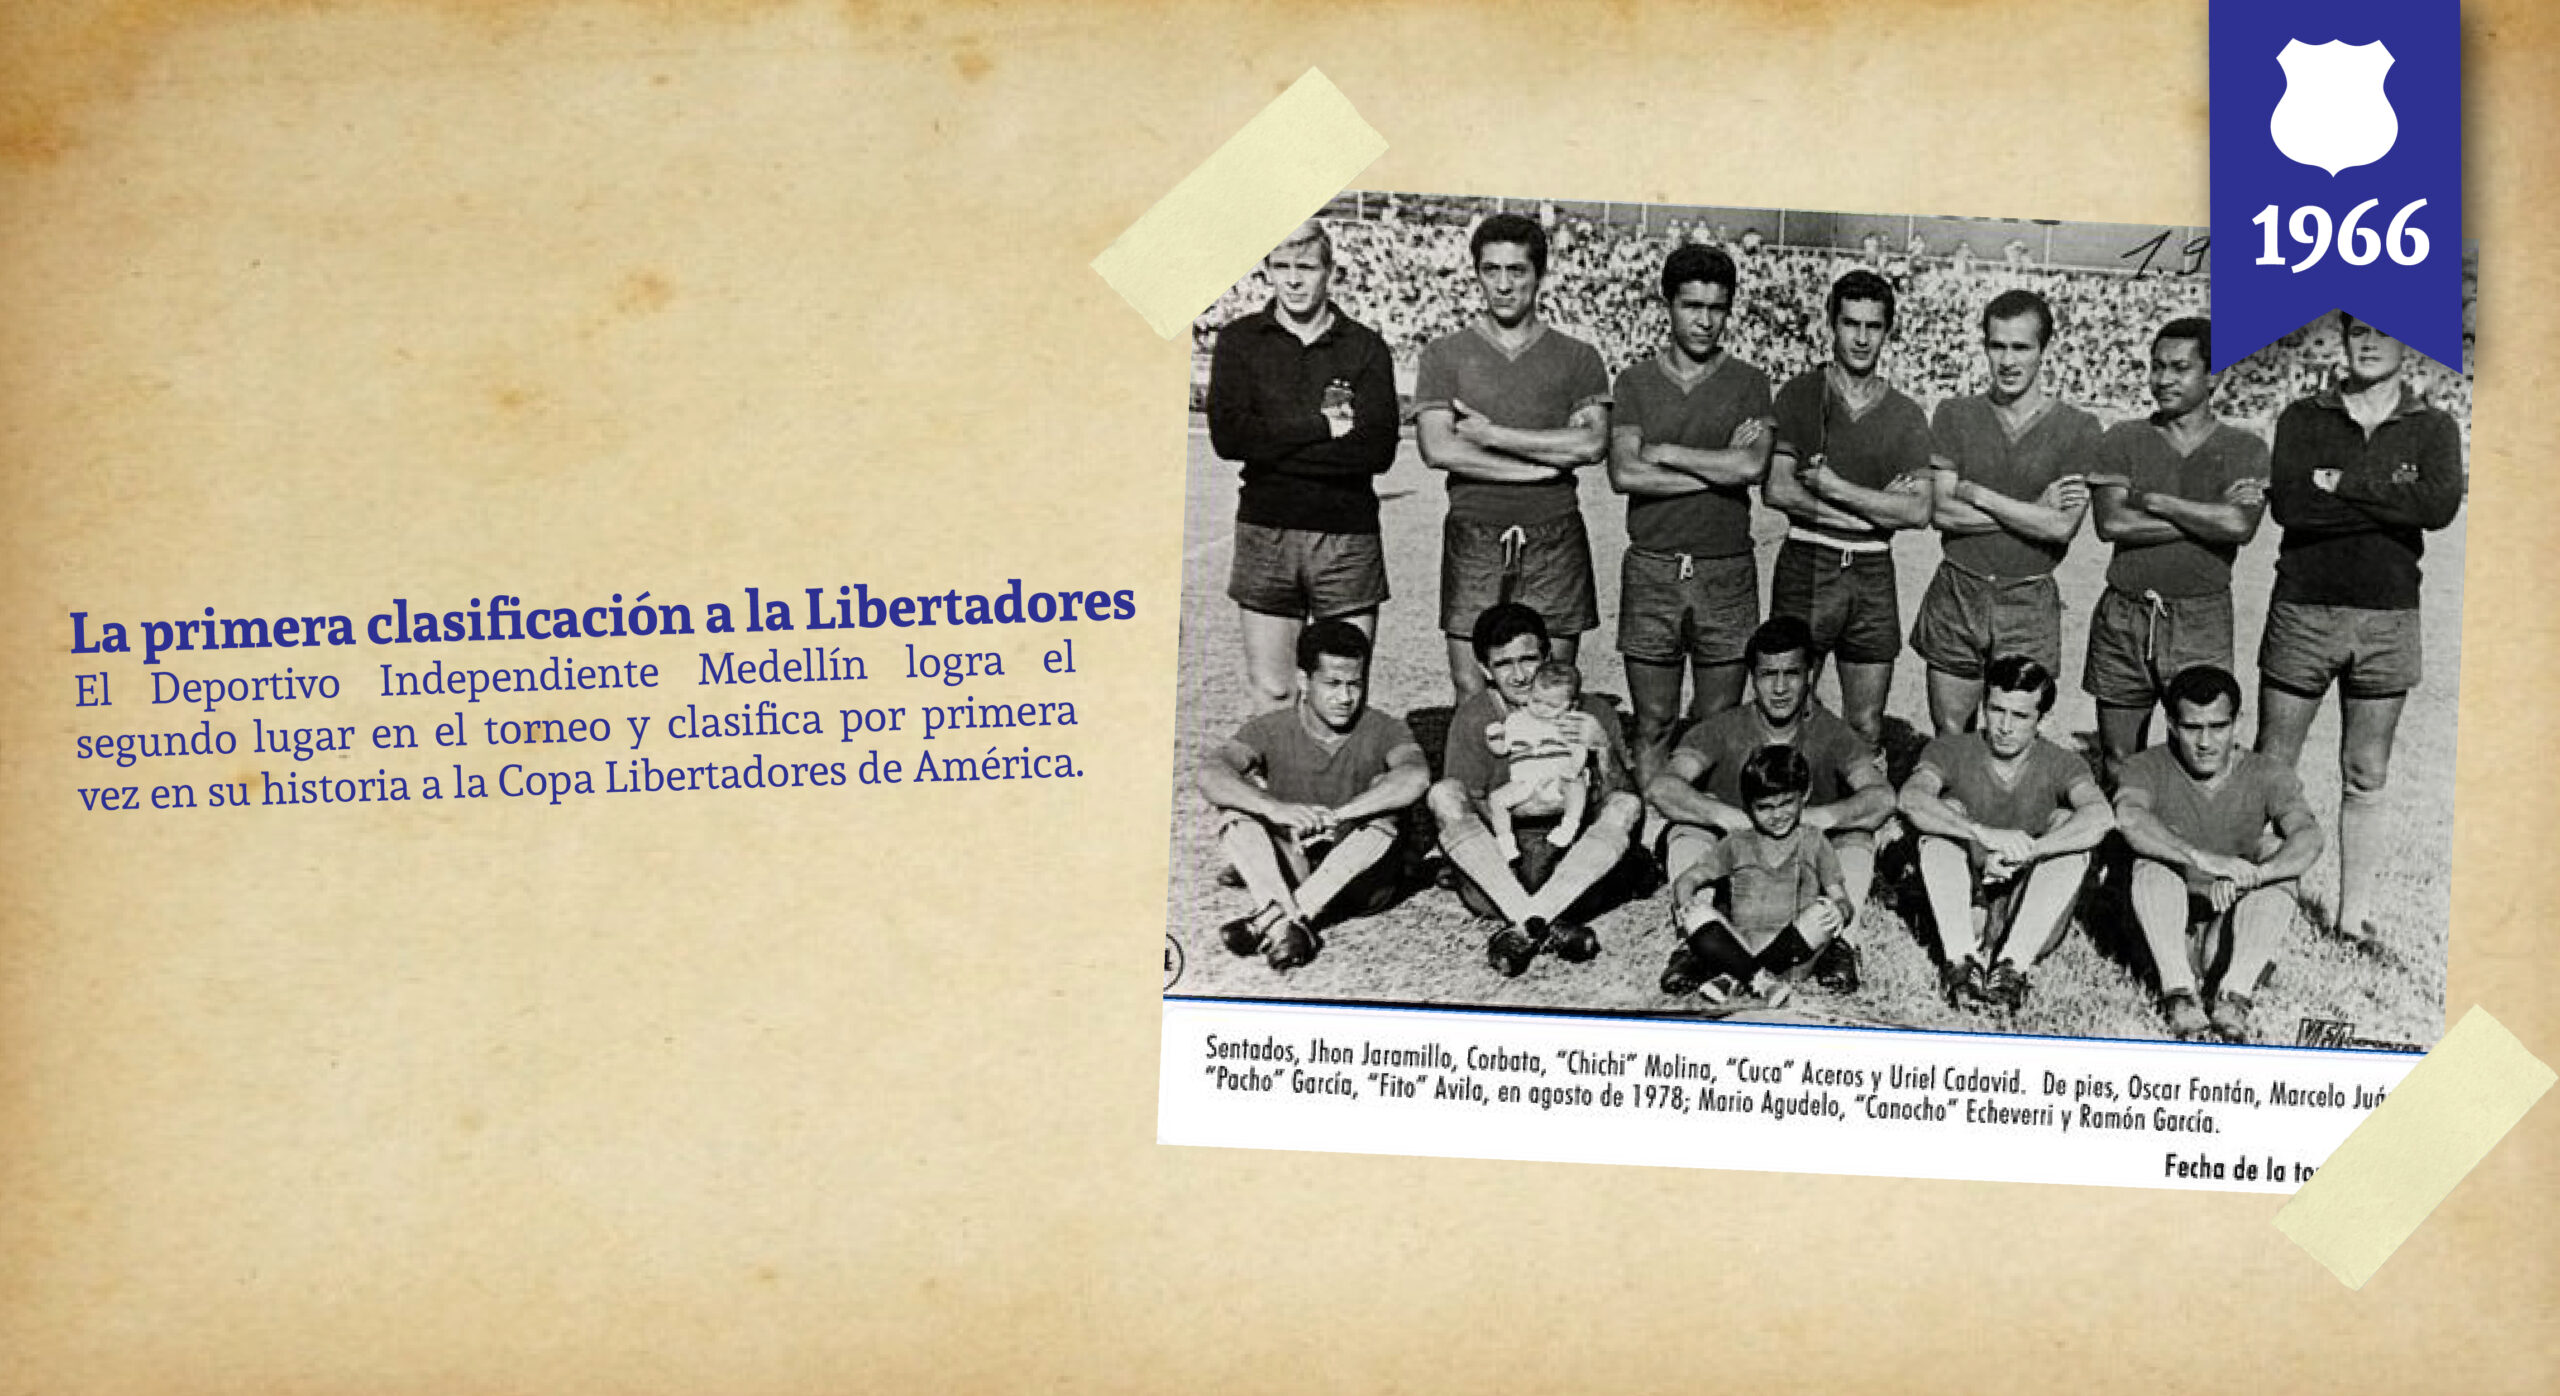 1966
19
La primera clasificación a la Libertadores
El Deportivo Independiente Medellín logra el
segundo lugar en el torneo y clasifica por primera
vez en su historia a la Copa Libertadores de América.
Sentados, Jhon Jaramillo, Corbata, “Chichi” Molina, “Cuca” Aceros y Uriel Cadavid. De pies, Oscar Fontán, Marcelo
“Pacho” García, “Fito” Avila, en agosto de 1978; Mario Agudelo, “Canocho” Echeverri y Ramón García.
Fecha de la